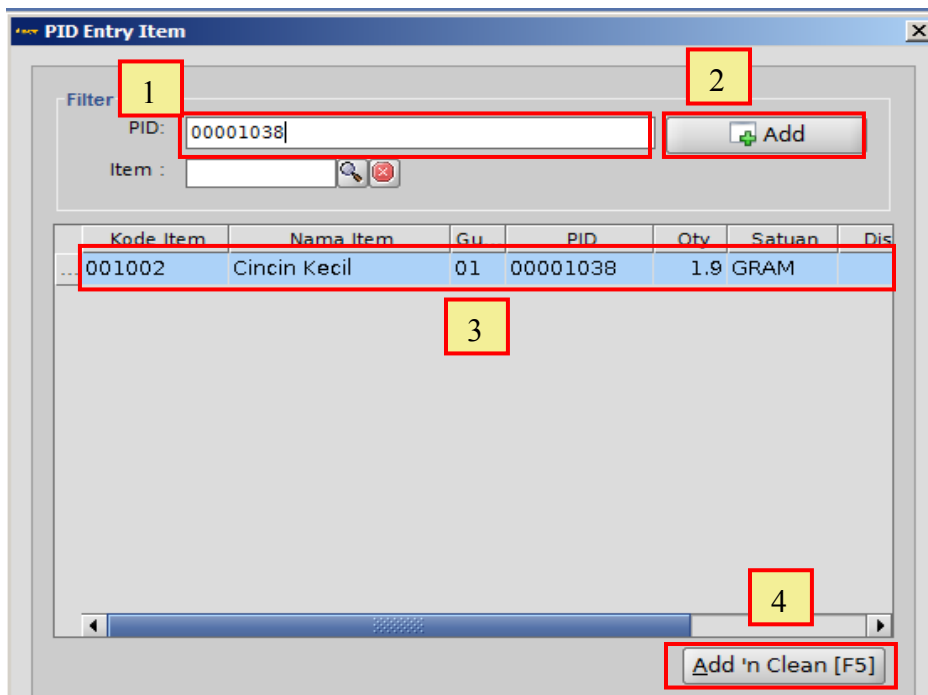 PID Entry Item
1
2
Filter
PID: 00001038 Add
Item :
Kode Item Nama Item Gu... PID Qty Satuan Dis
... 001002 Cincin Kecil 01 00001038 1.9 GRAM
3
4
Add 'n Clean [F5]